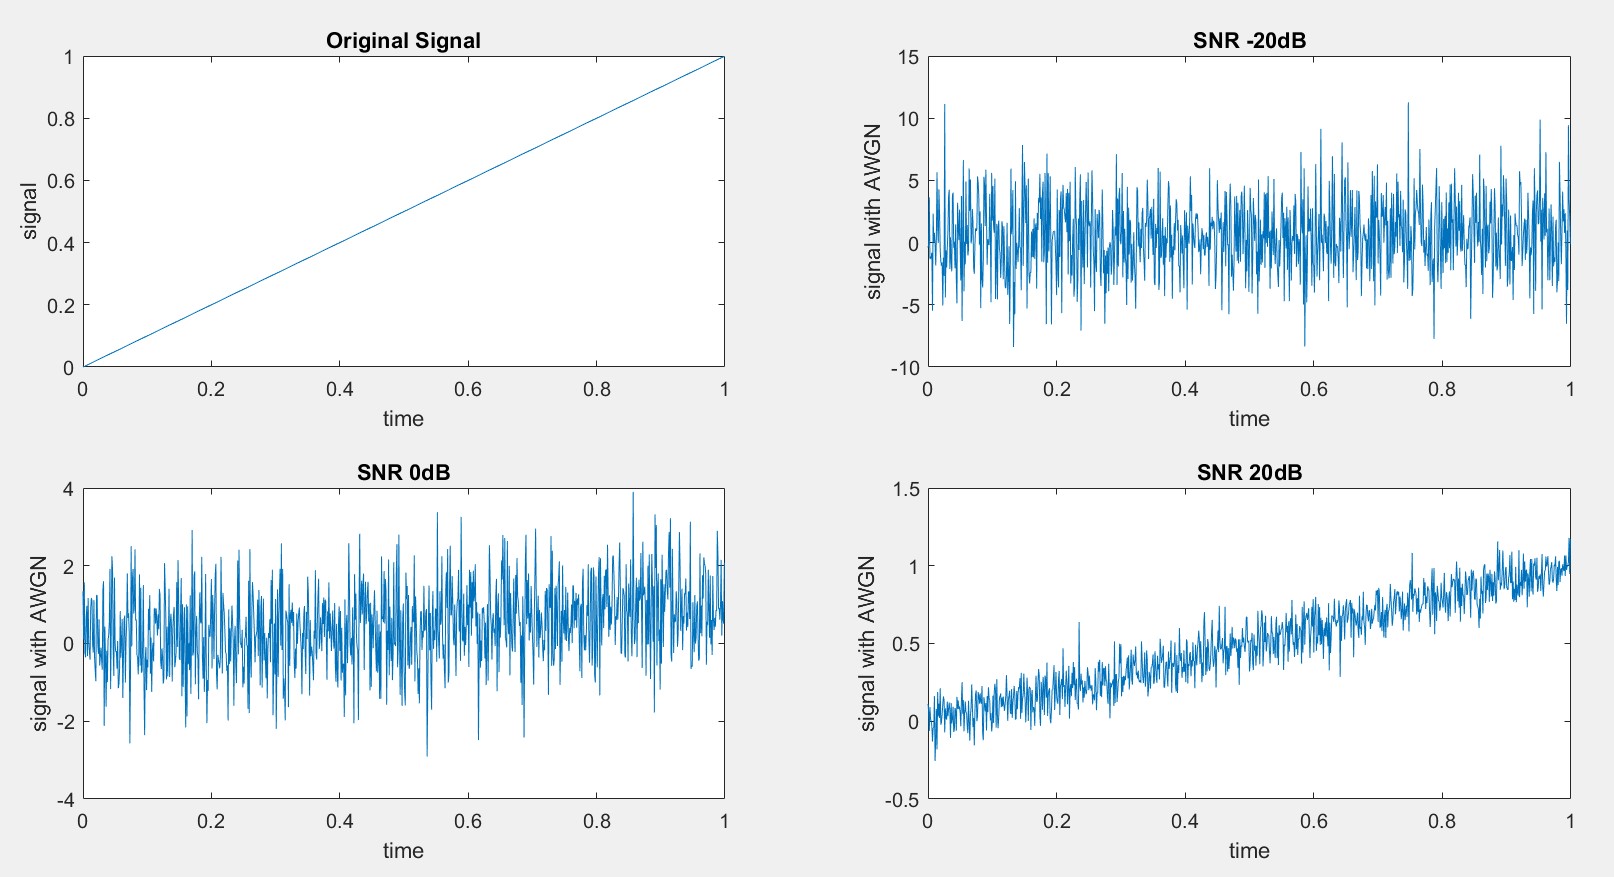 Original Signal
1
0.8
0.6
0.4
0.2
0
signal
0 0.2 0.4 0.6 0.8 1
time
SNR -20dB
15
10
5
0
-5
-10
signal with AWGN
0 0.2 0.4 0.6 0.8 1
time
SNR 0dB
4
2
0
-2
-4
signal with AWGN
0 0.2 0.4 0.6 0.8 1
time
SNR 20dB
1.5
1
0.5
0
-0.5
signal with AWGN
0 0.2 0.4 0.6 0.8 1
time